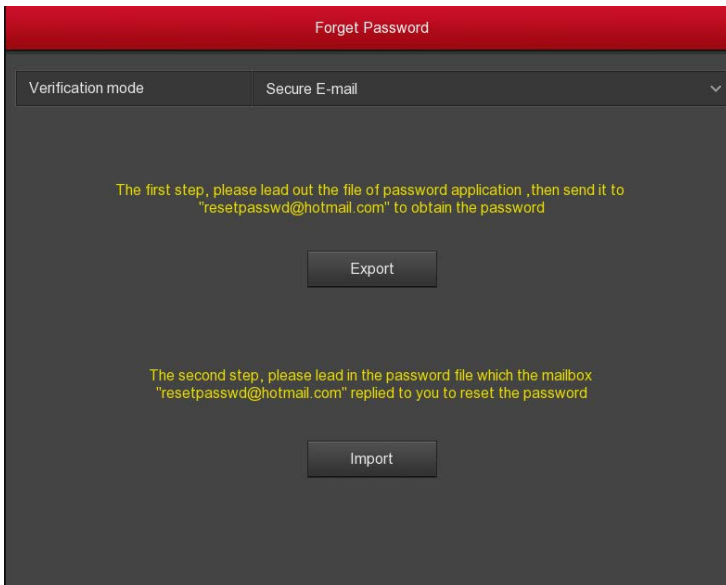 Forget Password
Verification mode
Secure E-mail
The first step, please lead out the file of password application ,then send it to
"resetpasswd@hotmail.com" to obtain the password
Export
The second step, please lead in the password file which the mailbox
"resetpasswd@hotmail.com" replied to you to reset the password
Import